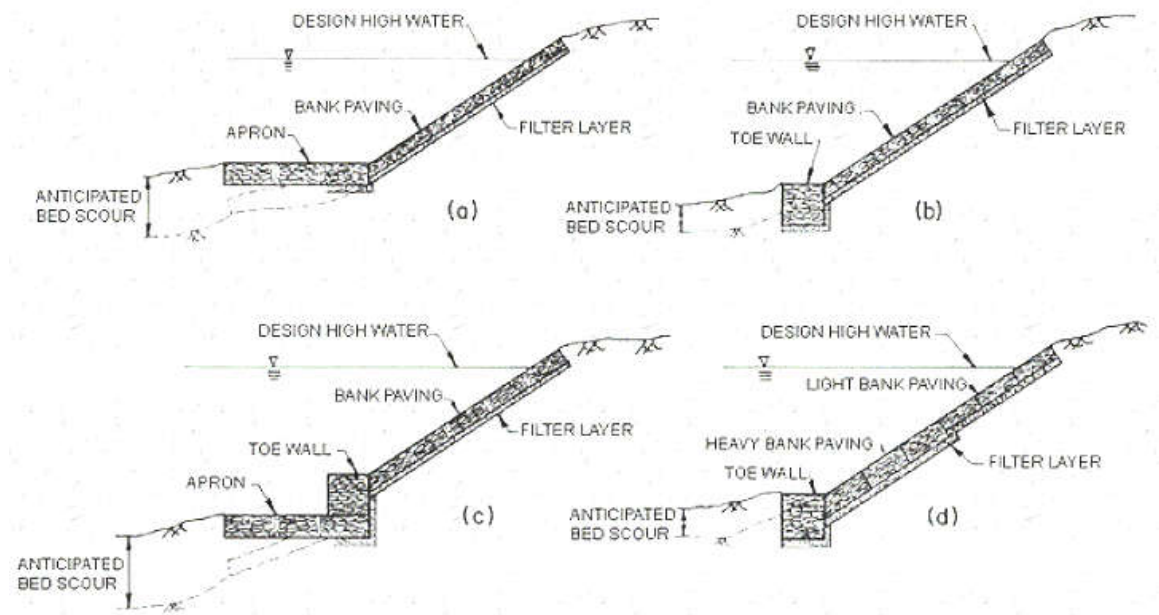 DESIGN HIGH WATER
BANK PAVING
APRON
FILTER LAYER
ANTICIPATED
BED SCOUR
(a)
DESIGN HIGH WATER
BANK PAVING
TOE WALL
FILTER LAYER
ANTICIPATED
BED SCOUR
(b)
DESIGN HIGH WATER
BANK PAVING
FILTER LAYER
TOE WALL
APRON
(c)
ANTICIPATED
BED SCOUR
DESIGN HIGH WATER
LIGHT BANK PAVING
HEAVY BANK PAVING
FILTER LAYER
TOE WALL
ANTICIPATED
BED SCOUR
(d)